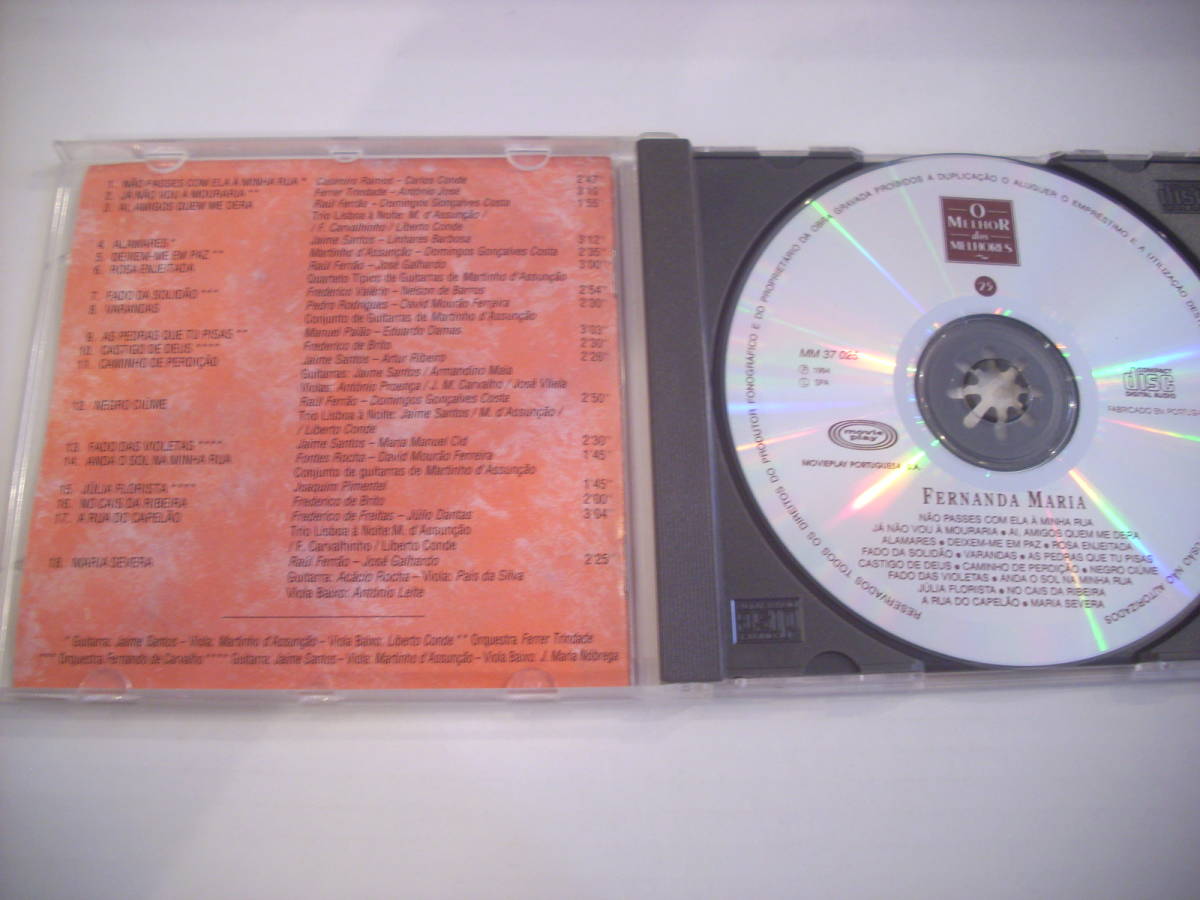 1. NÃO PASSES COM ELA À MINHA RUA * Casimiro Ramos – Carlos Conde 2'47"
2. JÁ NÃO VOU À MOURARIA ** Ferrer Trindade – António José 3'10"
3. AI, AMIGOS QUEM ME DERA Raúl Ferrão – Domingos Gonçalves Costa 1'55"
Trio Lisboa à Noite: M. d'Assunção /
/ F. Carvalhinho / Liberto Conde
4. ALAMARES * Jaime Santos – Linhares Barbosa 3'12"
5. DEIXEM-ME EM PAZ ** Martinho d'Assunção – Domingos Gonçalves Costa 2'35"
6. ROSA ENJEITADA Raúl Ferrão – José Galhardo 3'00"
Quarteto Típico de Guitarras de Martinho d'Assunção
7. FADO DA SOLIDÃO *** Frederico Valério – Nelson de Barros 2'54"
8. VARANDAS Pedro Rodrigues – David Mourão Ferreira 2'30"
Conjunto de Guitarras de Martinho d'Assunção
9. AS PEDRAS QUE TU PISAS ** Manuel Paião – Eduardo Damas 3'03"
10. CASTIGO DE DEUS **** Frederico de Brito 2'30"
11. CAMINHO DE PERDIÇÃO Jaime Santos – Artur Ribeiro 2'26"
Guitarras: Jaime Santos / Armandino Maia
Violas: António Proença / J. M. Carvalho / José Vilela
12. NEGRO CIÚME Raúl Ferrão – Domingos Gonçalves Costa 2'50"
Trio Lisboa à Noite: Jaime Santos / M. d'Assunção /
/ Liberto Conde
13. FADO DAS VIOLETAS **** Jaime Santos – Maria Manuel Cid 2'30"
14. ANDA O SOL NA MINHA RUA Fontes Rocha – David Mourão Ferreira 1'45"
Conjunto de guitarras de Martinho d'Assunção
15. JÚLIA FLORISTA **** Joaquim Pimentel 1'45"
16. NO CAIS DA RIBEIRA Frederico de Brito 2'00"
17. A RUA DO CAPELÃO Frederico de Freitas – Júlio Dantas 3'04"
Trio Lisboa à Noite: M. d'Assunção
/ F. Carvalhinho / Liberto Conde
18. MARIA SEVERA Raúl Ferrão – José Galhardo 2'25"
Guitarra: Acácio Rocha – Viola: Pais da Silva
Viola Baixo: António Leite
* Guitarra: Jaime Santos – Viola: Martinho d'Assunção – Viola Baixo: Liberto Conde ** Orquestra Ferrer Trindade
*** Orquestra Fernando de Carvalho **** Guitarra: Jaime Santos – Viola: Martinho d'Assunção – Viola Baixo: J. Maria Nóbrega
RESERVADOS TODOS OS DIREITOS DO PRODUTOR FONOGRÁFICO E DO PROPRIETÁRIO DA OBRA GRAVADA PROIBIDOS A DUPLICAÇÃO O ALUGUER O EMPRÉSTIMO E A UTILIZAÇÃO
NÃO AUTORIZADOS
O
MELHOR
dos
MELHORES
25
MM 37 025
℗ 1994
© SPA
COMPACT
disc
DIGITAL AUDIO
FABRICADO EN PORTUGAL
movie
play
MOVIEPLAY PORTUGUESA
FERNANDA MARIA
NÃO PASSES COM ELA À MINHA RUA
JÁ NÃO VOU À MOURARIA ● AI, AMIGOS QUEM ME DERA
ALAMARES ● DEIXEM-ME EM PAZ ● ROSA ENJEITADA
FADO DA SOLIDÃO ● VARANDAS ● AS PEDRAS QUE TU PISAS
CASTIGO DE DEUS ● CAMINHO DE PERDIÇÃO ● NEGRO CIÚME
FADO DAS VIOLETAS ● ANDA O SOL NA MINHA RUA
JÚLIA FLORISTA ● NO CAIS DA RIBEIRA
A RUA DO CAPELÃO ● MARIA SEVERA